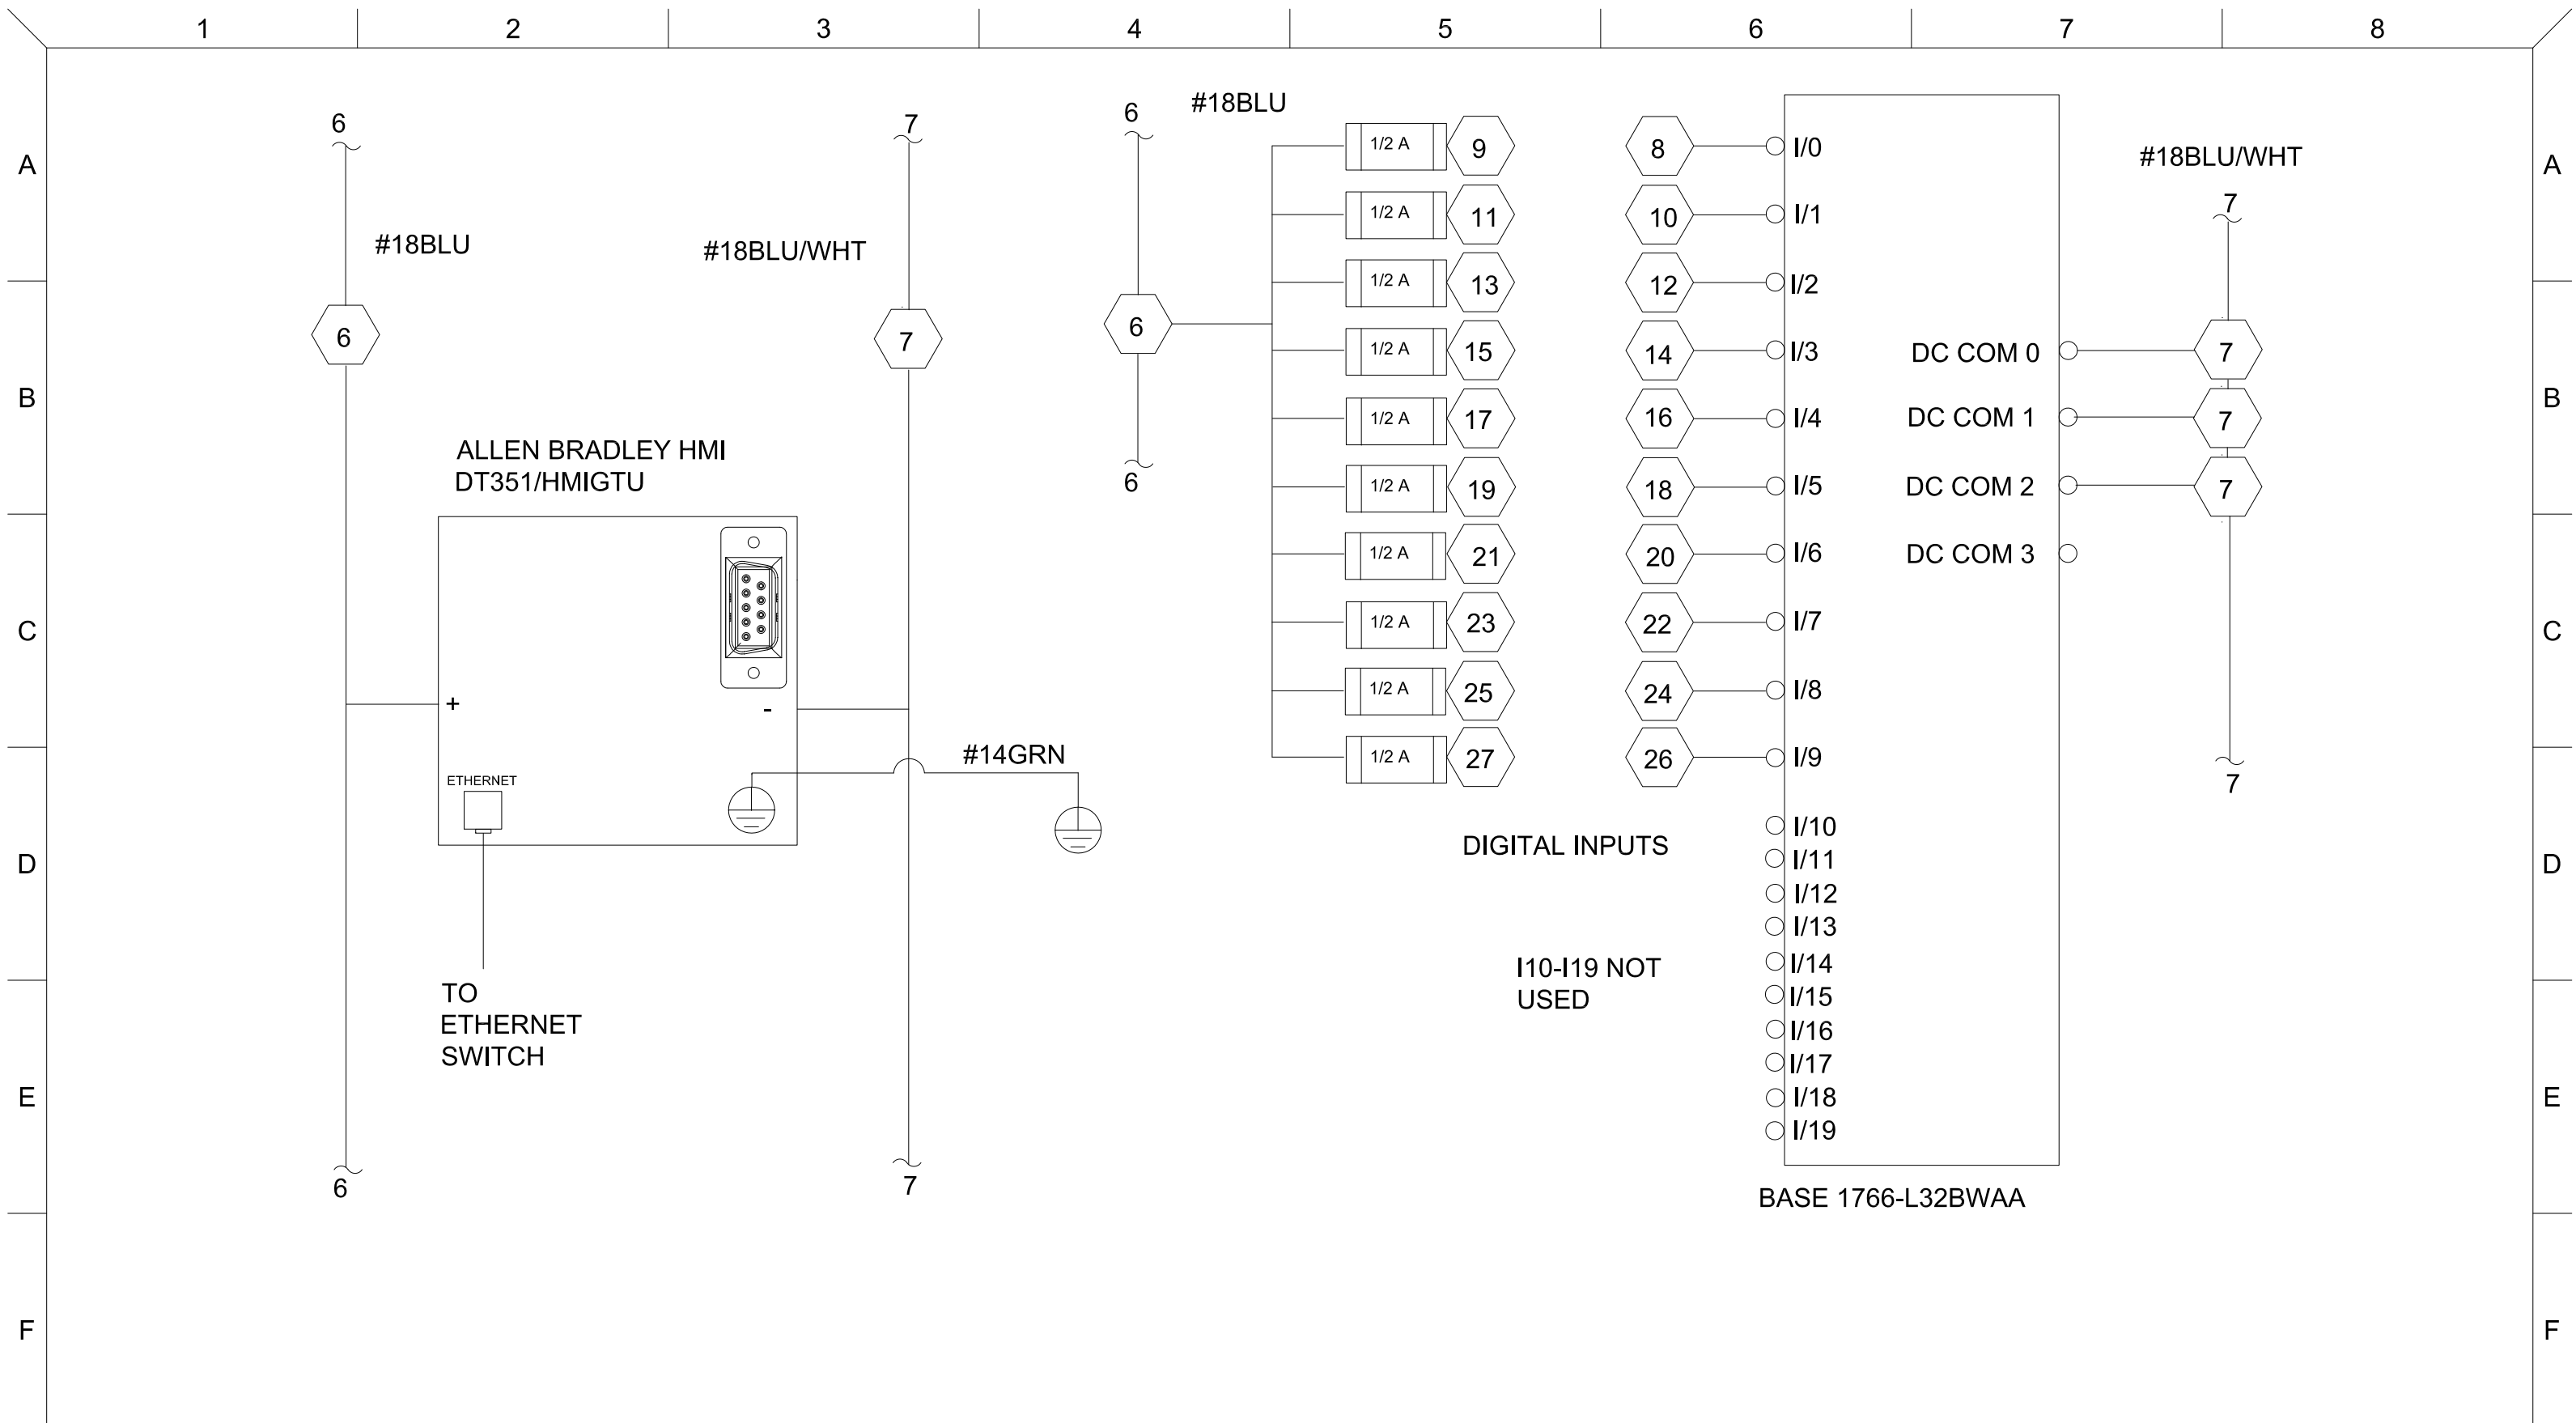 1 2 3 4 5 6 7 8
A A
B B
C C
D D
E E
F F
6
#18BLU
6
6
7
#18BLU/WHT
7
7
ALLEN BRADLEY HMI
DT351/HMIGTU
+
-
ETHERNET
#14GRN
TO
ETHERNET
SWITCH
6
#18BLU
6
6
1/2 A 9 8 I/0
1/2 A 11 10 I/1
1/2 A 13 12 I/2
1/2 A 15 14 I/3
1/2 A 17 16 I/4
1/2 A 19 18 I/5
1/2 A 21 20 I/6
1/2 A 23 22 I/7
1/2 A 25 24 I/8
1/2 A 27 26 I/9
DIGITAL INPUTS
I10-I19 NOT
USED
I/10
I/11
I/12
I/13
I/14
I/15
I/16
I/17
I/18
I/19
#18BLU/WHT
7
DC COM 0 7
DC COM 1 7
DC COM 2 7
DC COM 3
7
BASE 1766-L32BWAA